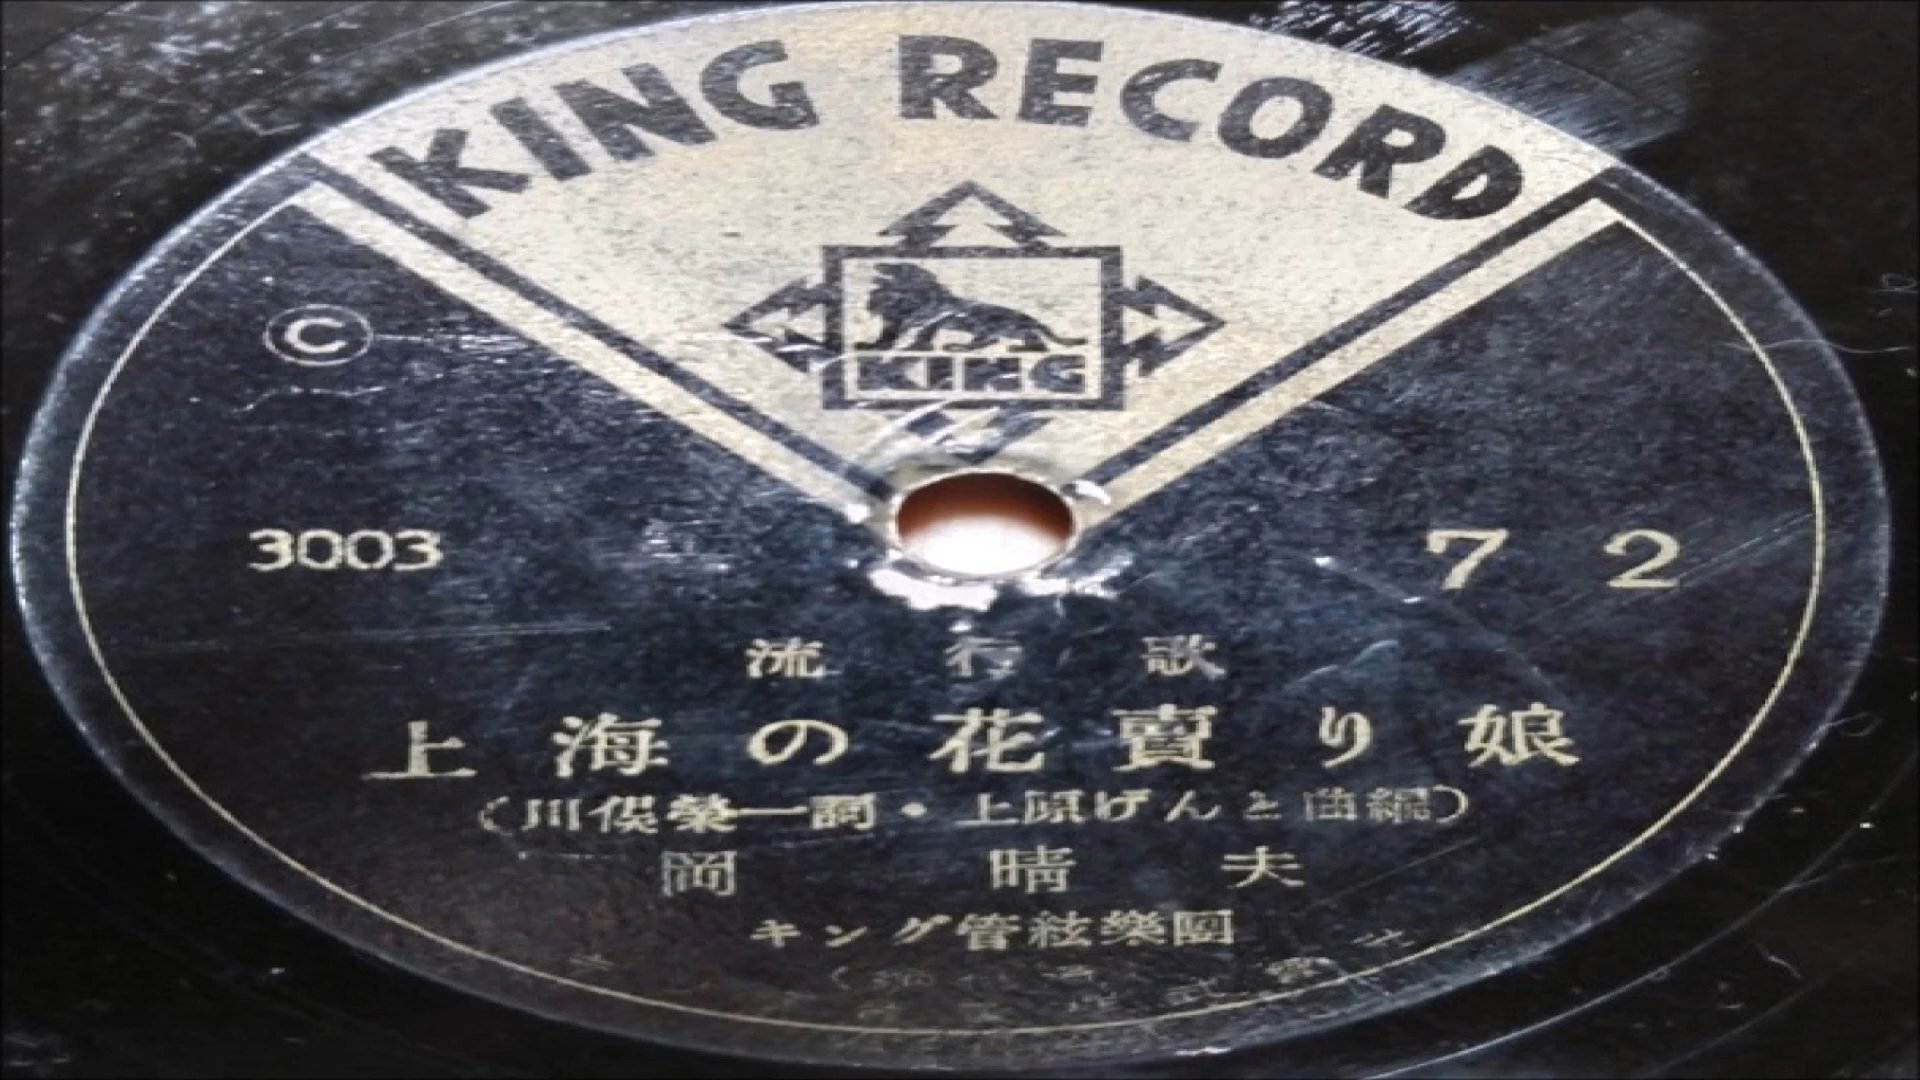 KING RECORD
KING
Ⓒ
3003
72
流行歌
上海の花賣り娘
(川俣榮一詞・上原げんと曲編)
岡晴夫
キング管絃樂團